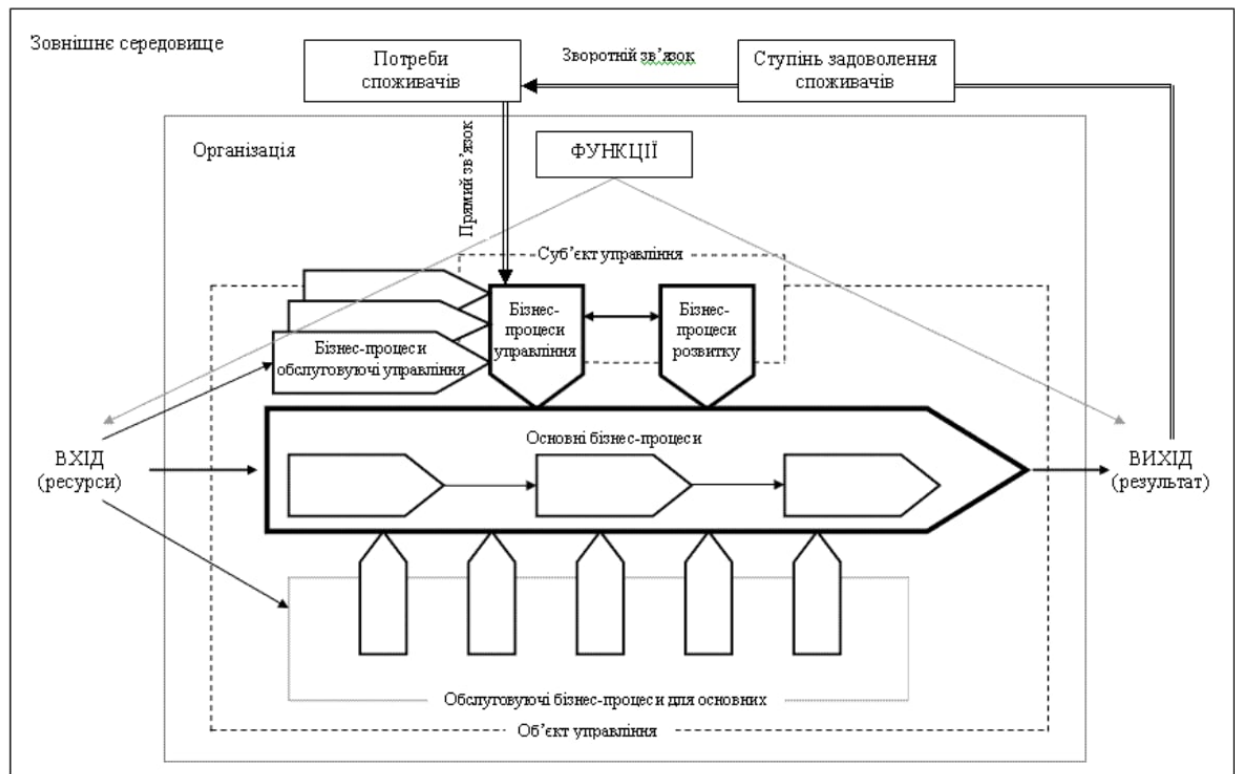 Зовнішнє середовище
Потреби
споживачів
Зворотній зв’язок
Ступінь задоволення
споживачів
Організація
Прямий зв’язок
ФУНКЦІЇ
Суб’єкт управління
Бізнес-
процеси
управління
Бізнес-
процеси
розвитку
Бізнес-процеси
обслуговуючі управління
Основні бізнес-процеси
ВХІД
(ресурси)
ВИХІД
(результат)
Обслуговуючі бізнес-процеси для основних
Об’єкт управління